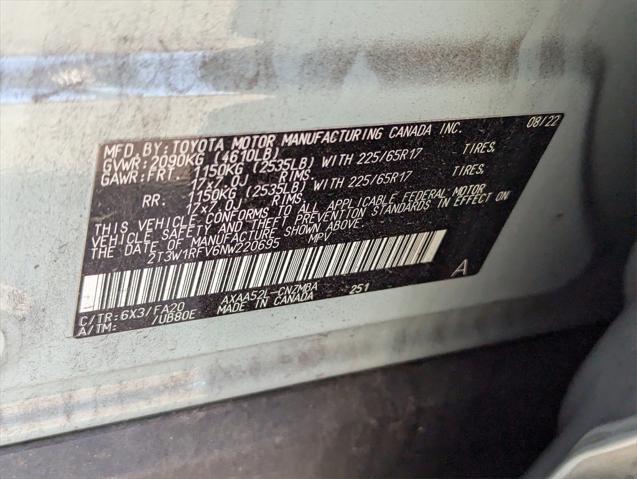 MFD. BY: TOYOTA MOTOR MANUFACTURING CANADA INC. 08/22
GVWR: 2090KG (4610LB)
GAWR: FRT. 1150KG (2535LB) WITH 225/65R17 TIRES,
17x7.0J RIMS,
RR. 1150KG (2535LB) WITH 225/65R17 TIRES,
17x7.0J RIMS,
THIS VEHICLE CONFORMS TO ALL APPLICABLE FEDERAL MOTOR
VEHICLE SAFETY AND THEFT PREVENTION STANDARDS IN EFFECT ON
THE DATE OF MANUFACTURE SHOWN ABOVE.
2T3W1RFV6NW220695 MPV
A
C/TR: 6X3/FA20 AXAA52L-CNZMBA 251
A/TM: /UB80E MADE IN CANADA